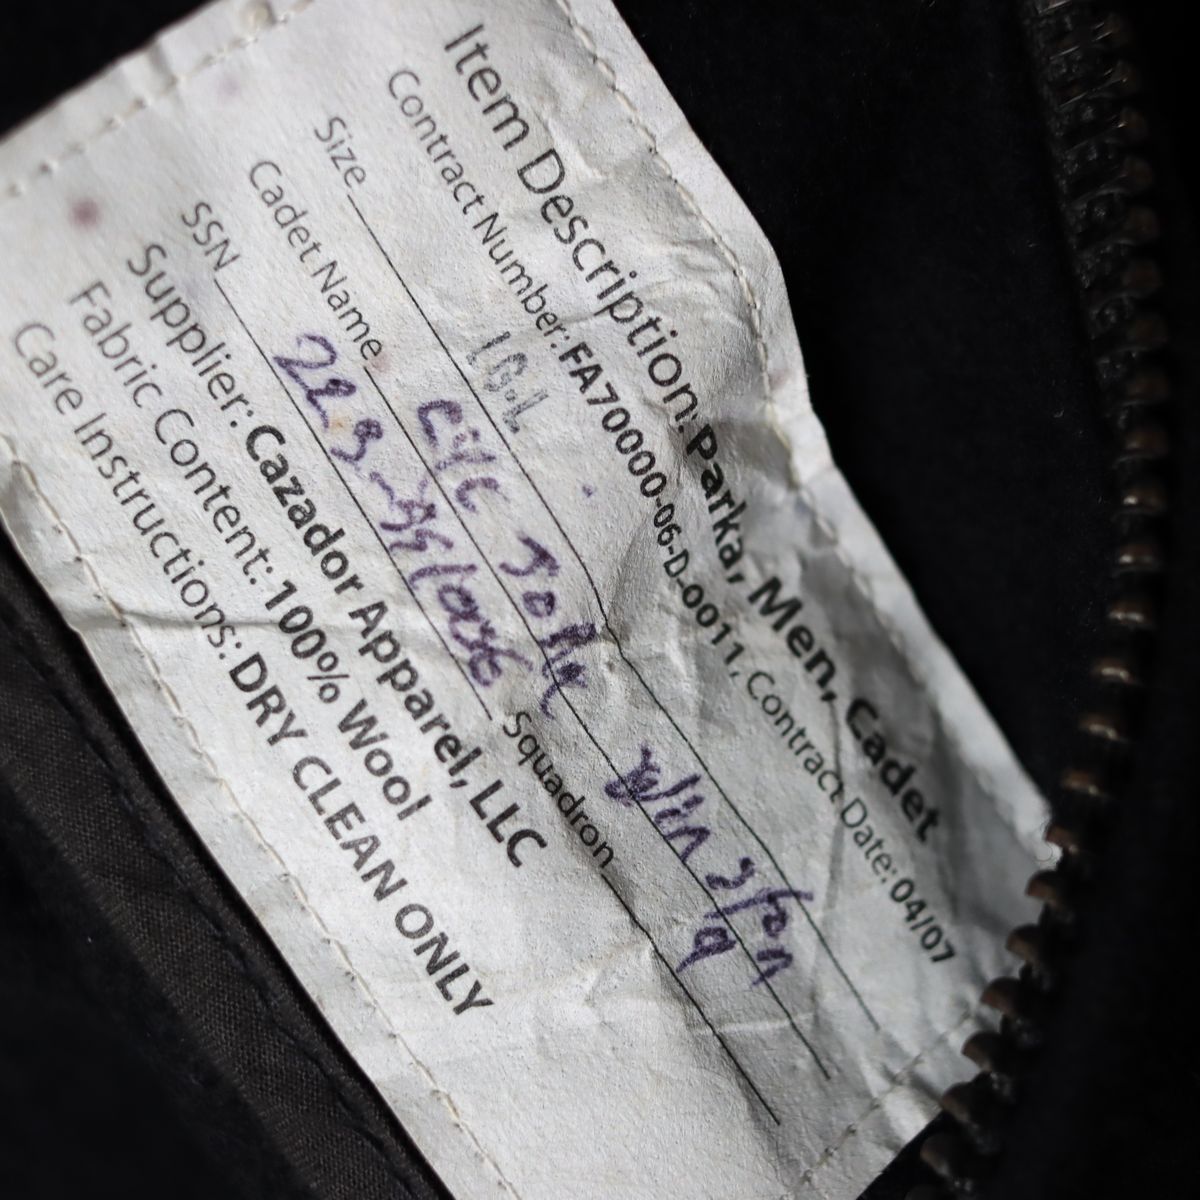 Item Description: Parka, Men, Cadet
Contract Number: FA70000-06-D-0011, Contract Date: 04/07
Size
Cadet Name
SSN Squadron 9
Supplier: Cazador Apparel, LLC
Fabric Content: 100% Wool
Care Instructions: DRY CLEAN ONLY